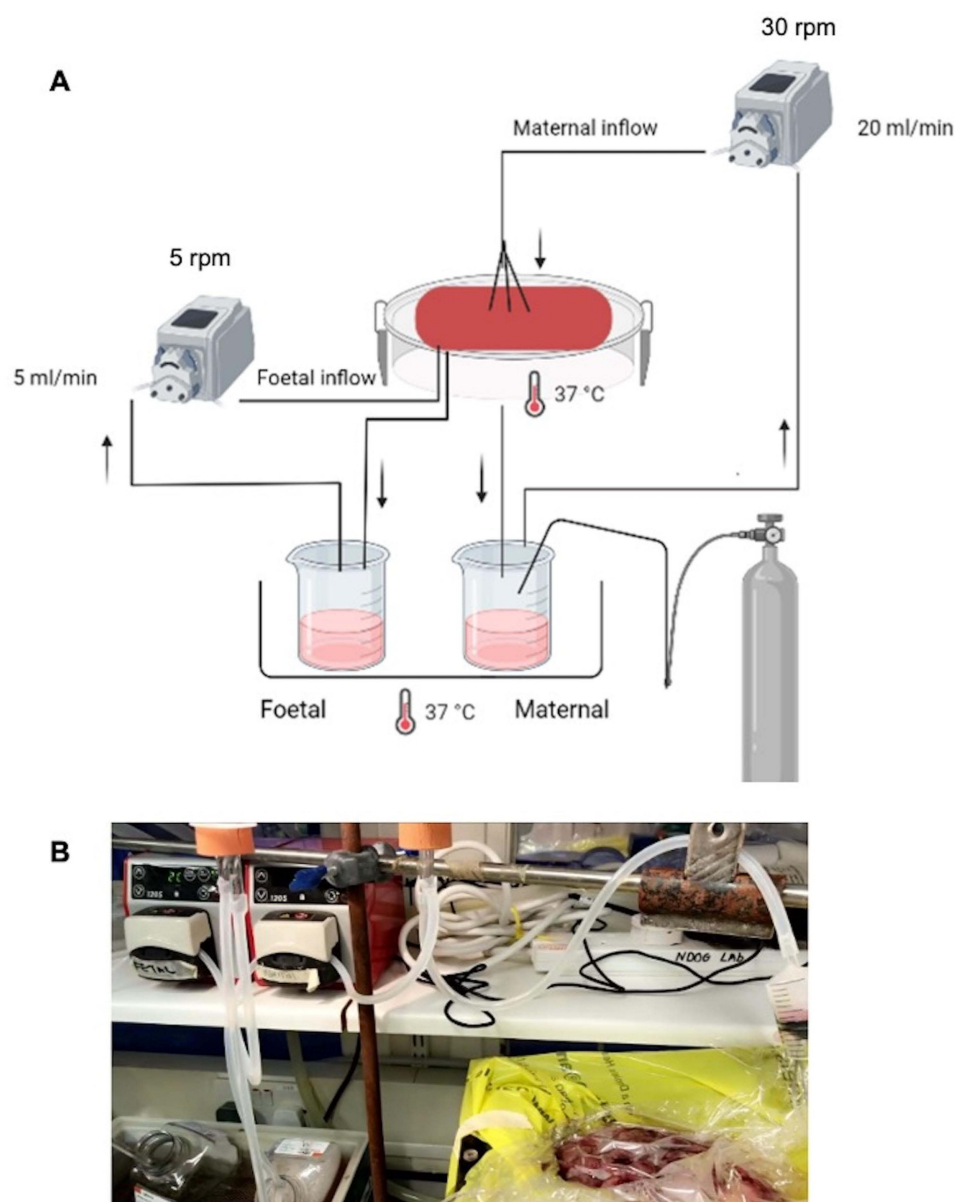 30 rpm
A
Maternal inflow
20 ml/min
5 rpm
5 ml/min
Foetal inflow
37 °C
Foetal
37 °C
Maternal
B
120S
120S
FETAL
NDOG LAb